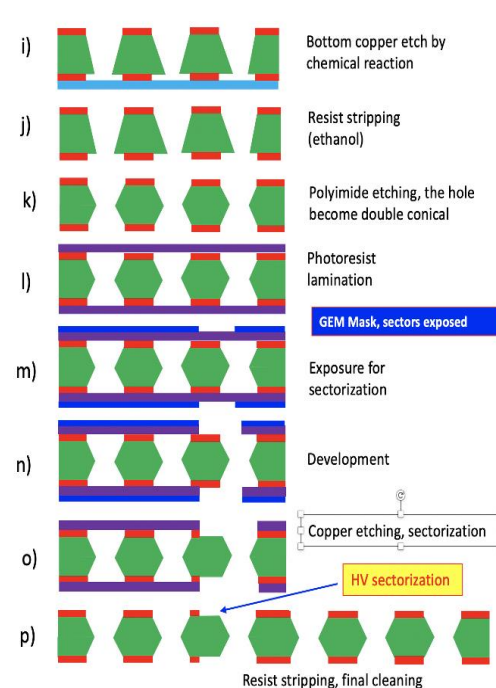 i)
Bottom copper etch by
chemical reaction
j)
Resist stripping
(ethanol)
k)
Polyimide etching, the hole
become double conical
l)
Photoresist
lamination
GEM Mask, sectors exposed
m)
Exposure for
sectorization
n)
Development
Copper etching, sectorization
o)
HV sectorization
p)
Resist stripping, final cleaning